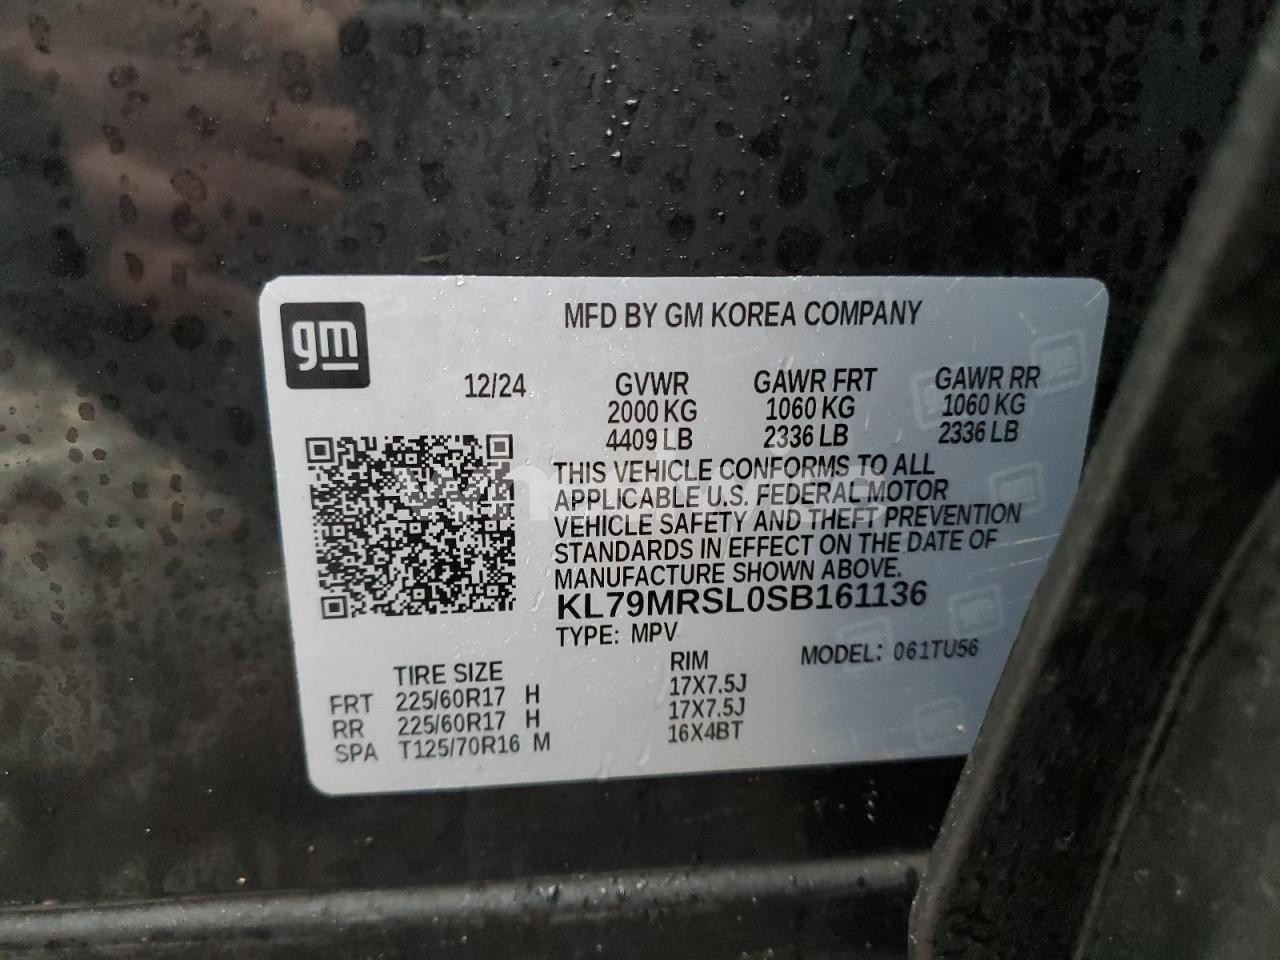 gm
MFD BY GM KOREA COMPANY
12/24 GVWR GAWR FRT GAWR RR
2000 KG 1060 KG 1060 KG
4409 LB 2336 LB 2336 LB
THIS VEHICLE CONFORMS TO ALL
APPLICABLE U.S. FEDERAL MOTOR
VEHICLE SAFETY AND THEFT PREVENTION
STANDARDS IN EFFECT ON THE DATE OF
MANUFACTURE SHOWN ABOVE.
KL79MRSL0SB161136
TYPE: MPV MODEL: 061TU56
TIRE SIZE RIM
FRT 225/60R17 H 17X7.5J
RR 225/60R17 H 17X7.5J
SPA T125/70R16 M 16X4BT